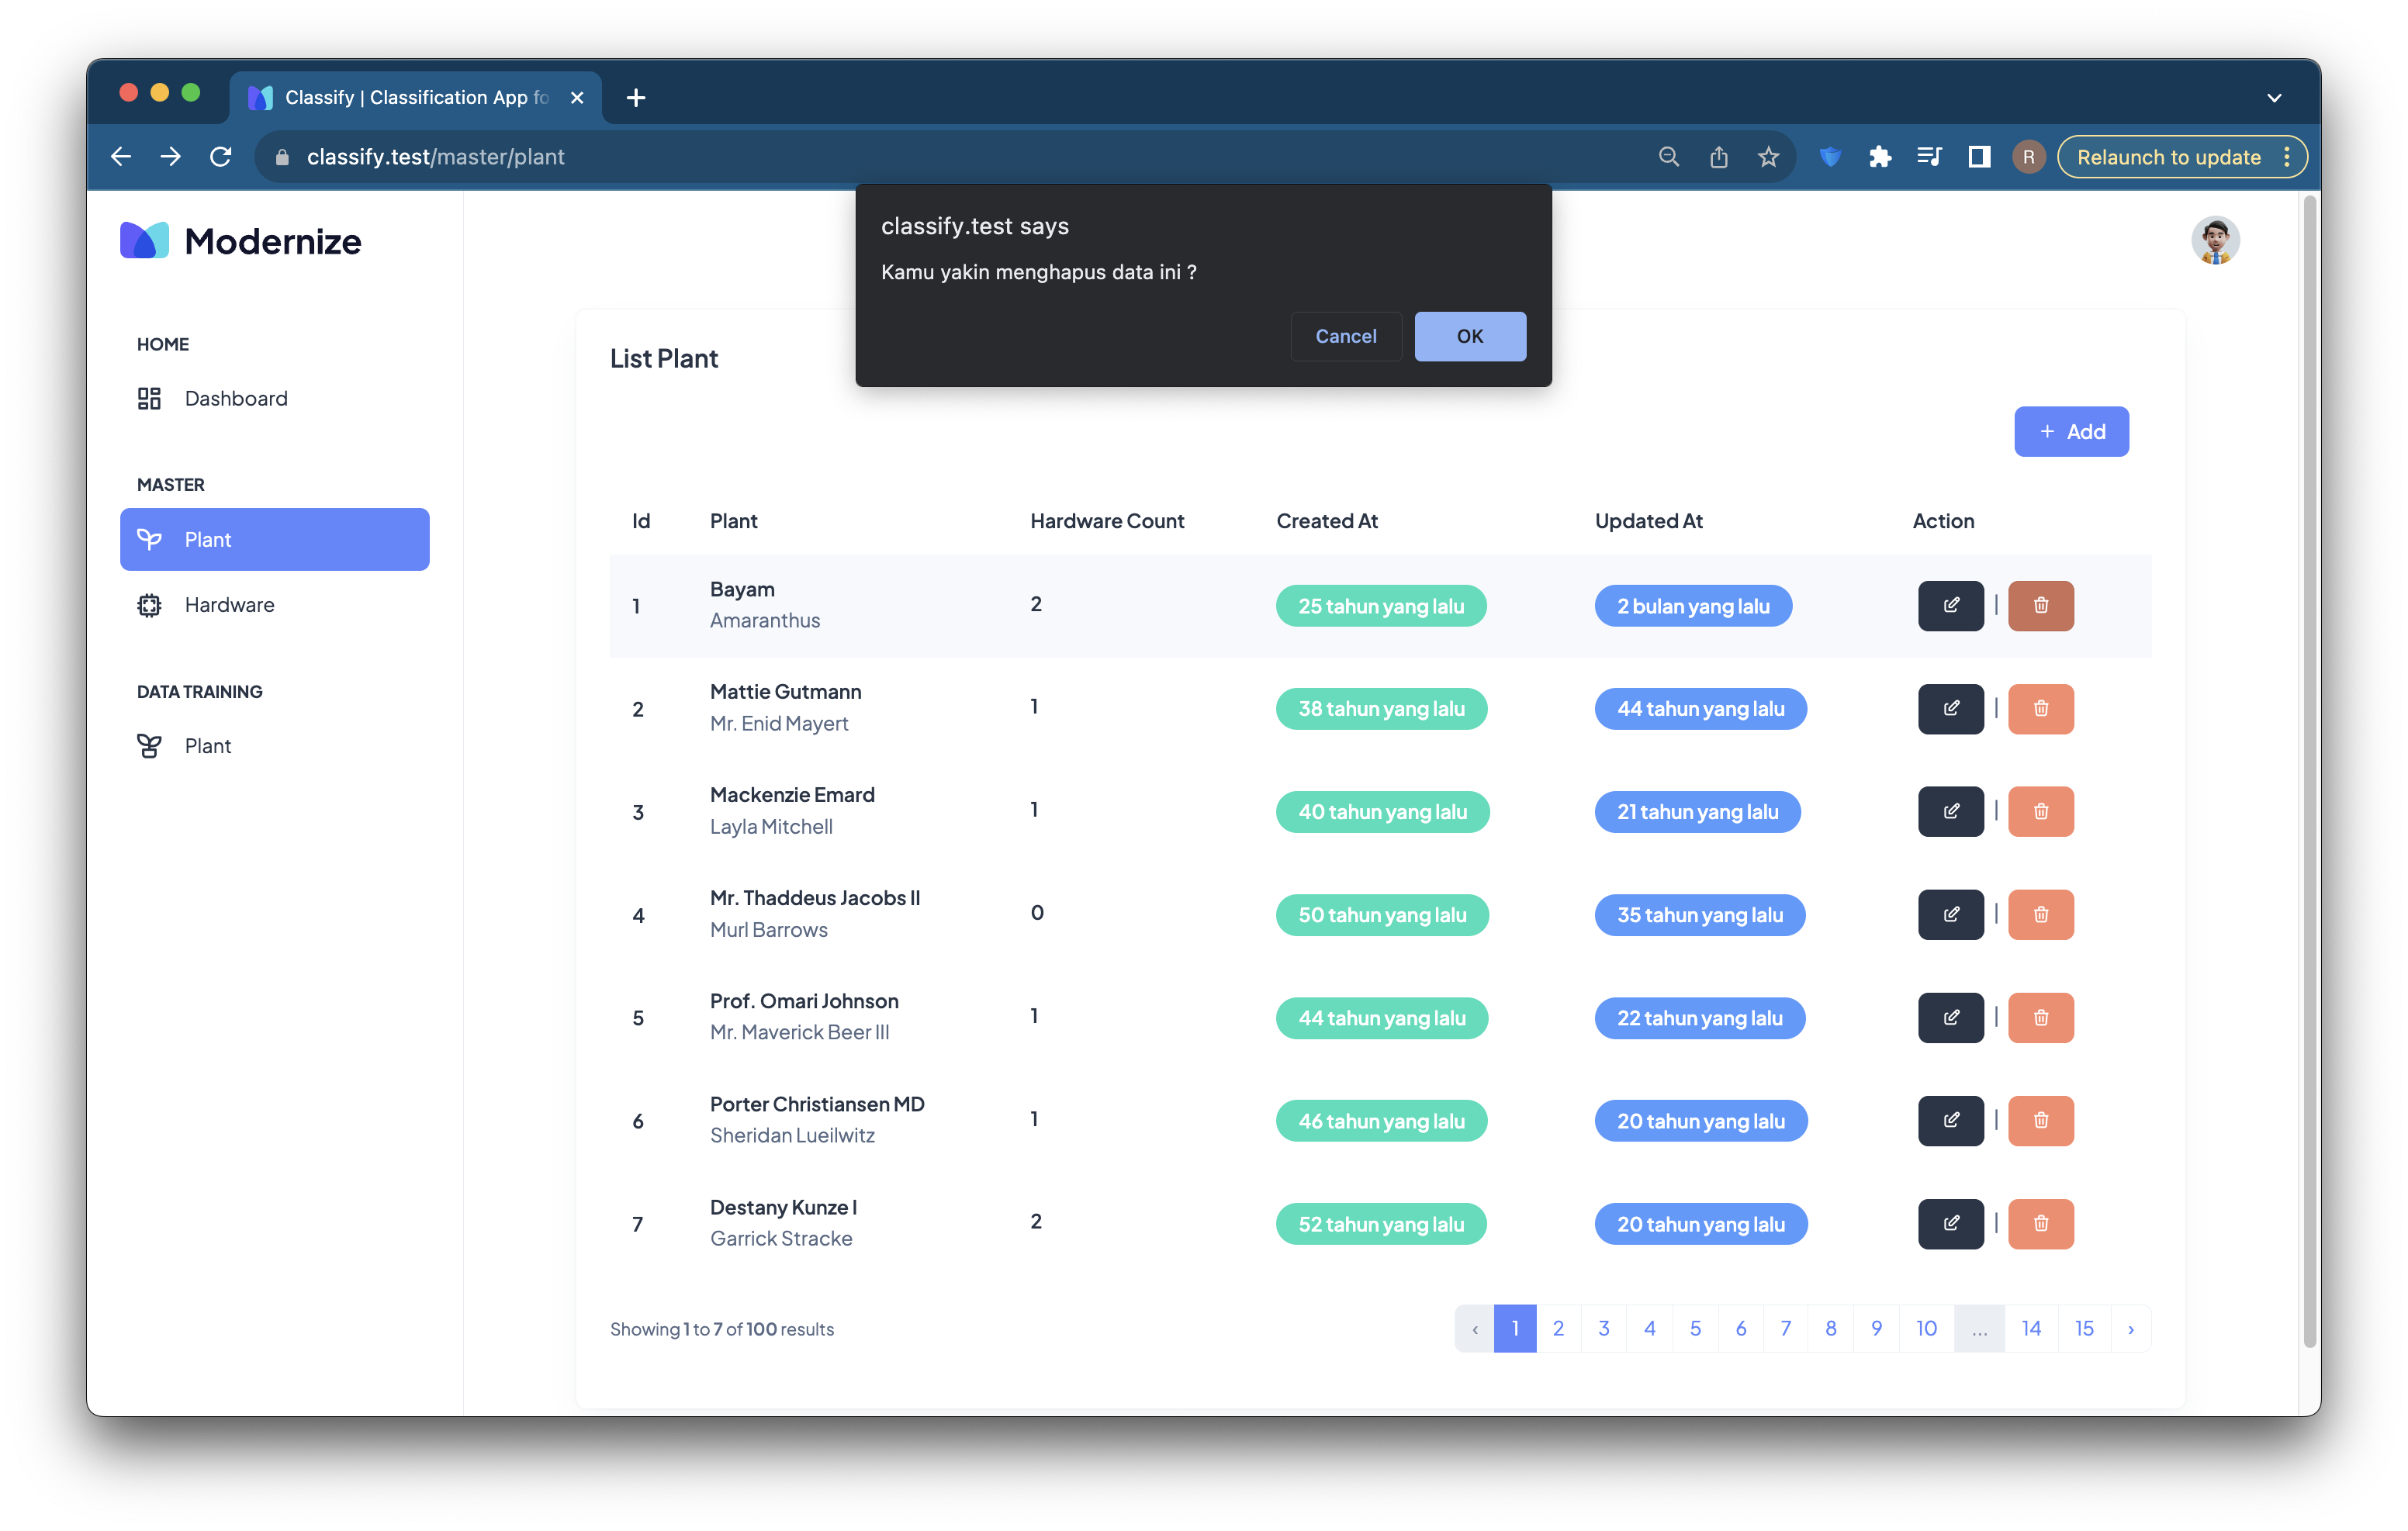 Classify | Classification App fo
classify.test/master/plant
R
Relaunch to update
classify.test says
Kamu yakin menghapus data ini ?
Cancel
OK
Modernize
HOME
Dashboard
MASTER
Plant
Hardware
DATA TRAINING
Plant
List Plant
+ Add
Id Plant Hardware Count Created At Updated At Action
1 Bayam 2 25 tahun yang lalu 2 bulan yang lalu |
Amaranthus
2 Mattie Gutmann 1 38 tahun yang lalu 44 tahun yang lalu |
Mr. Enid Mayert
3 Mackenzie Emard 1 40 tahun yang lalu 21 tahun yang lalu |
Layla Mitchell
4 Mr. Thaddeus Jacobs II 0 50 tahun yang lalu 35 tahun yang lalu |
Murl Barrows
5 Prof. Omari Johnson 1 44 tahun yang lalu 22 tahun yang lalu |
Mr. Maverick Beer III
6 Porter Christiansen MD 1 46 tahun yang lalu 20 tahun yang lalu |
Sheridan Lueilwitz
7 Destany Kunze I 2 52 tahun yang lalu 20 tahun yang lalu |
Garrick Stracke
Showing 1 to 7 of 100 results
‹ 1 2 3 4 5 6 7 8 9 10 ... 14 15 ›